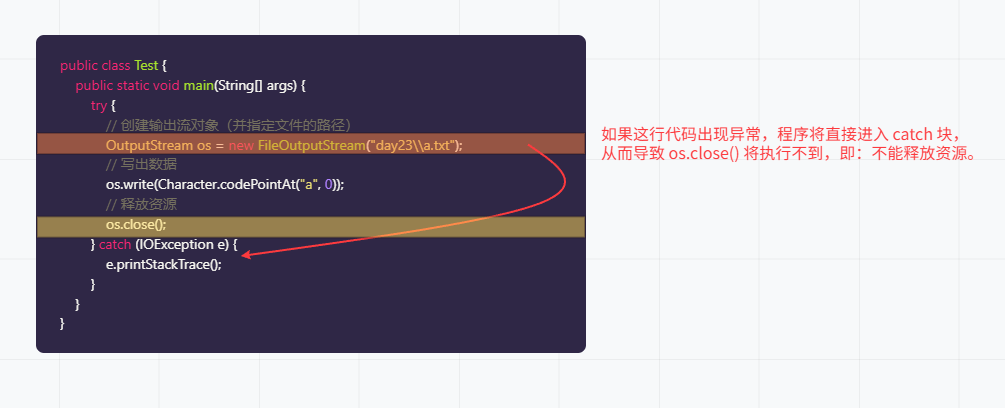 public class Test {
public static void main(String[] args) {
try {
// 创建输出流对象（并指定文件的路径）
OutputStream os = new FileOutputStream("day23\\a.txt");
// 写出数据
os.write(Character.codePointAt("a", 0));
// 释放资源
os.close();
} catch (IOException e) {
e.printStackTrace();
}
}
}
如果这行代码出现异常，程序将直接进入 catch 块，
从而导致 os.close() 将执行不到，即：不能释放资源。